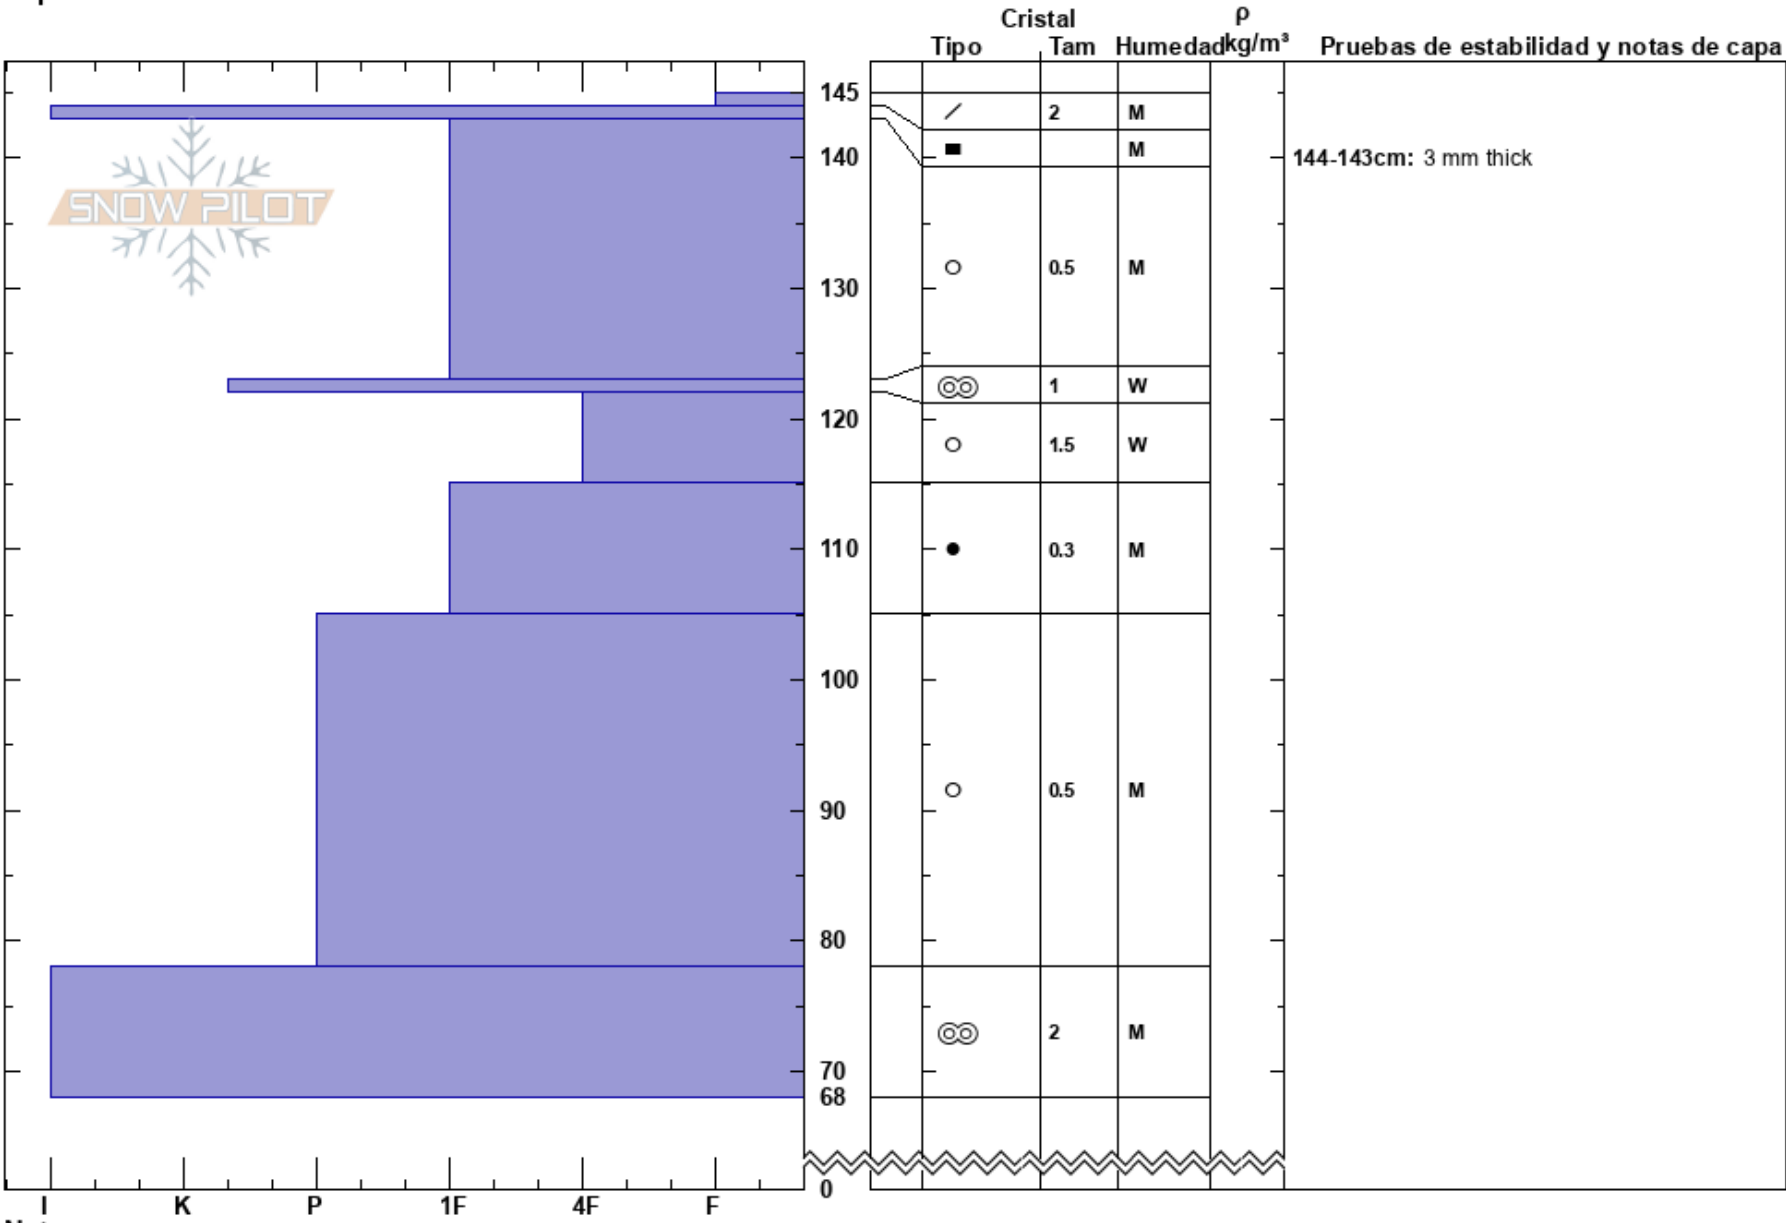 Cristal
ρ
Tipo Tam Humedad kg/m³ Pruebas de estabilidad y notas de capa
145
2 M
M
140
144-143cm: 3 mm thick
SNOW PILOT
0.5 M
130
1 W
120
1.5 W
110
0.3 M
100
0.5 M
90
80
2 M
70
68
0
I K P 1F 4F F